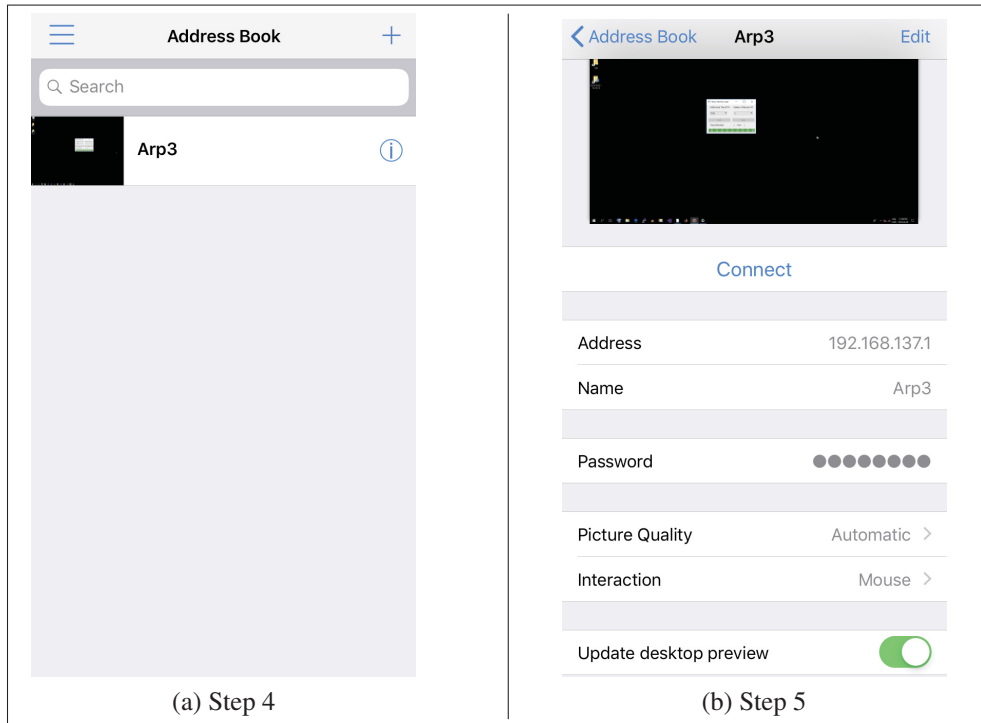 Address Book
+
Search
Arp3
(a) Step 4
Address Book Arp3 Edit
Connect
Address 192.168.137.1
Name Arp3
Password ●●●●●●●●
Picture Quality Automatic >
Interaction Mouse >
Update desktop preview
(b) Step 5